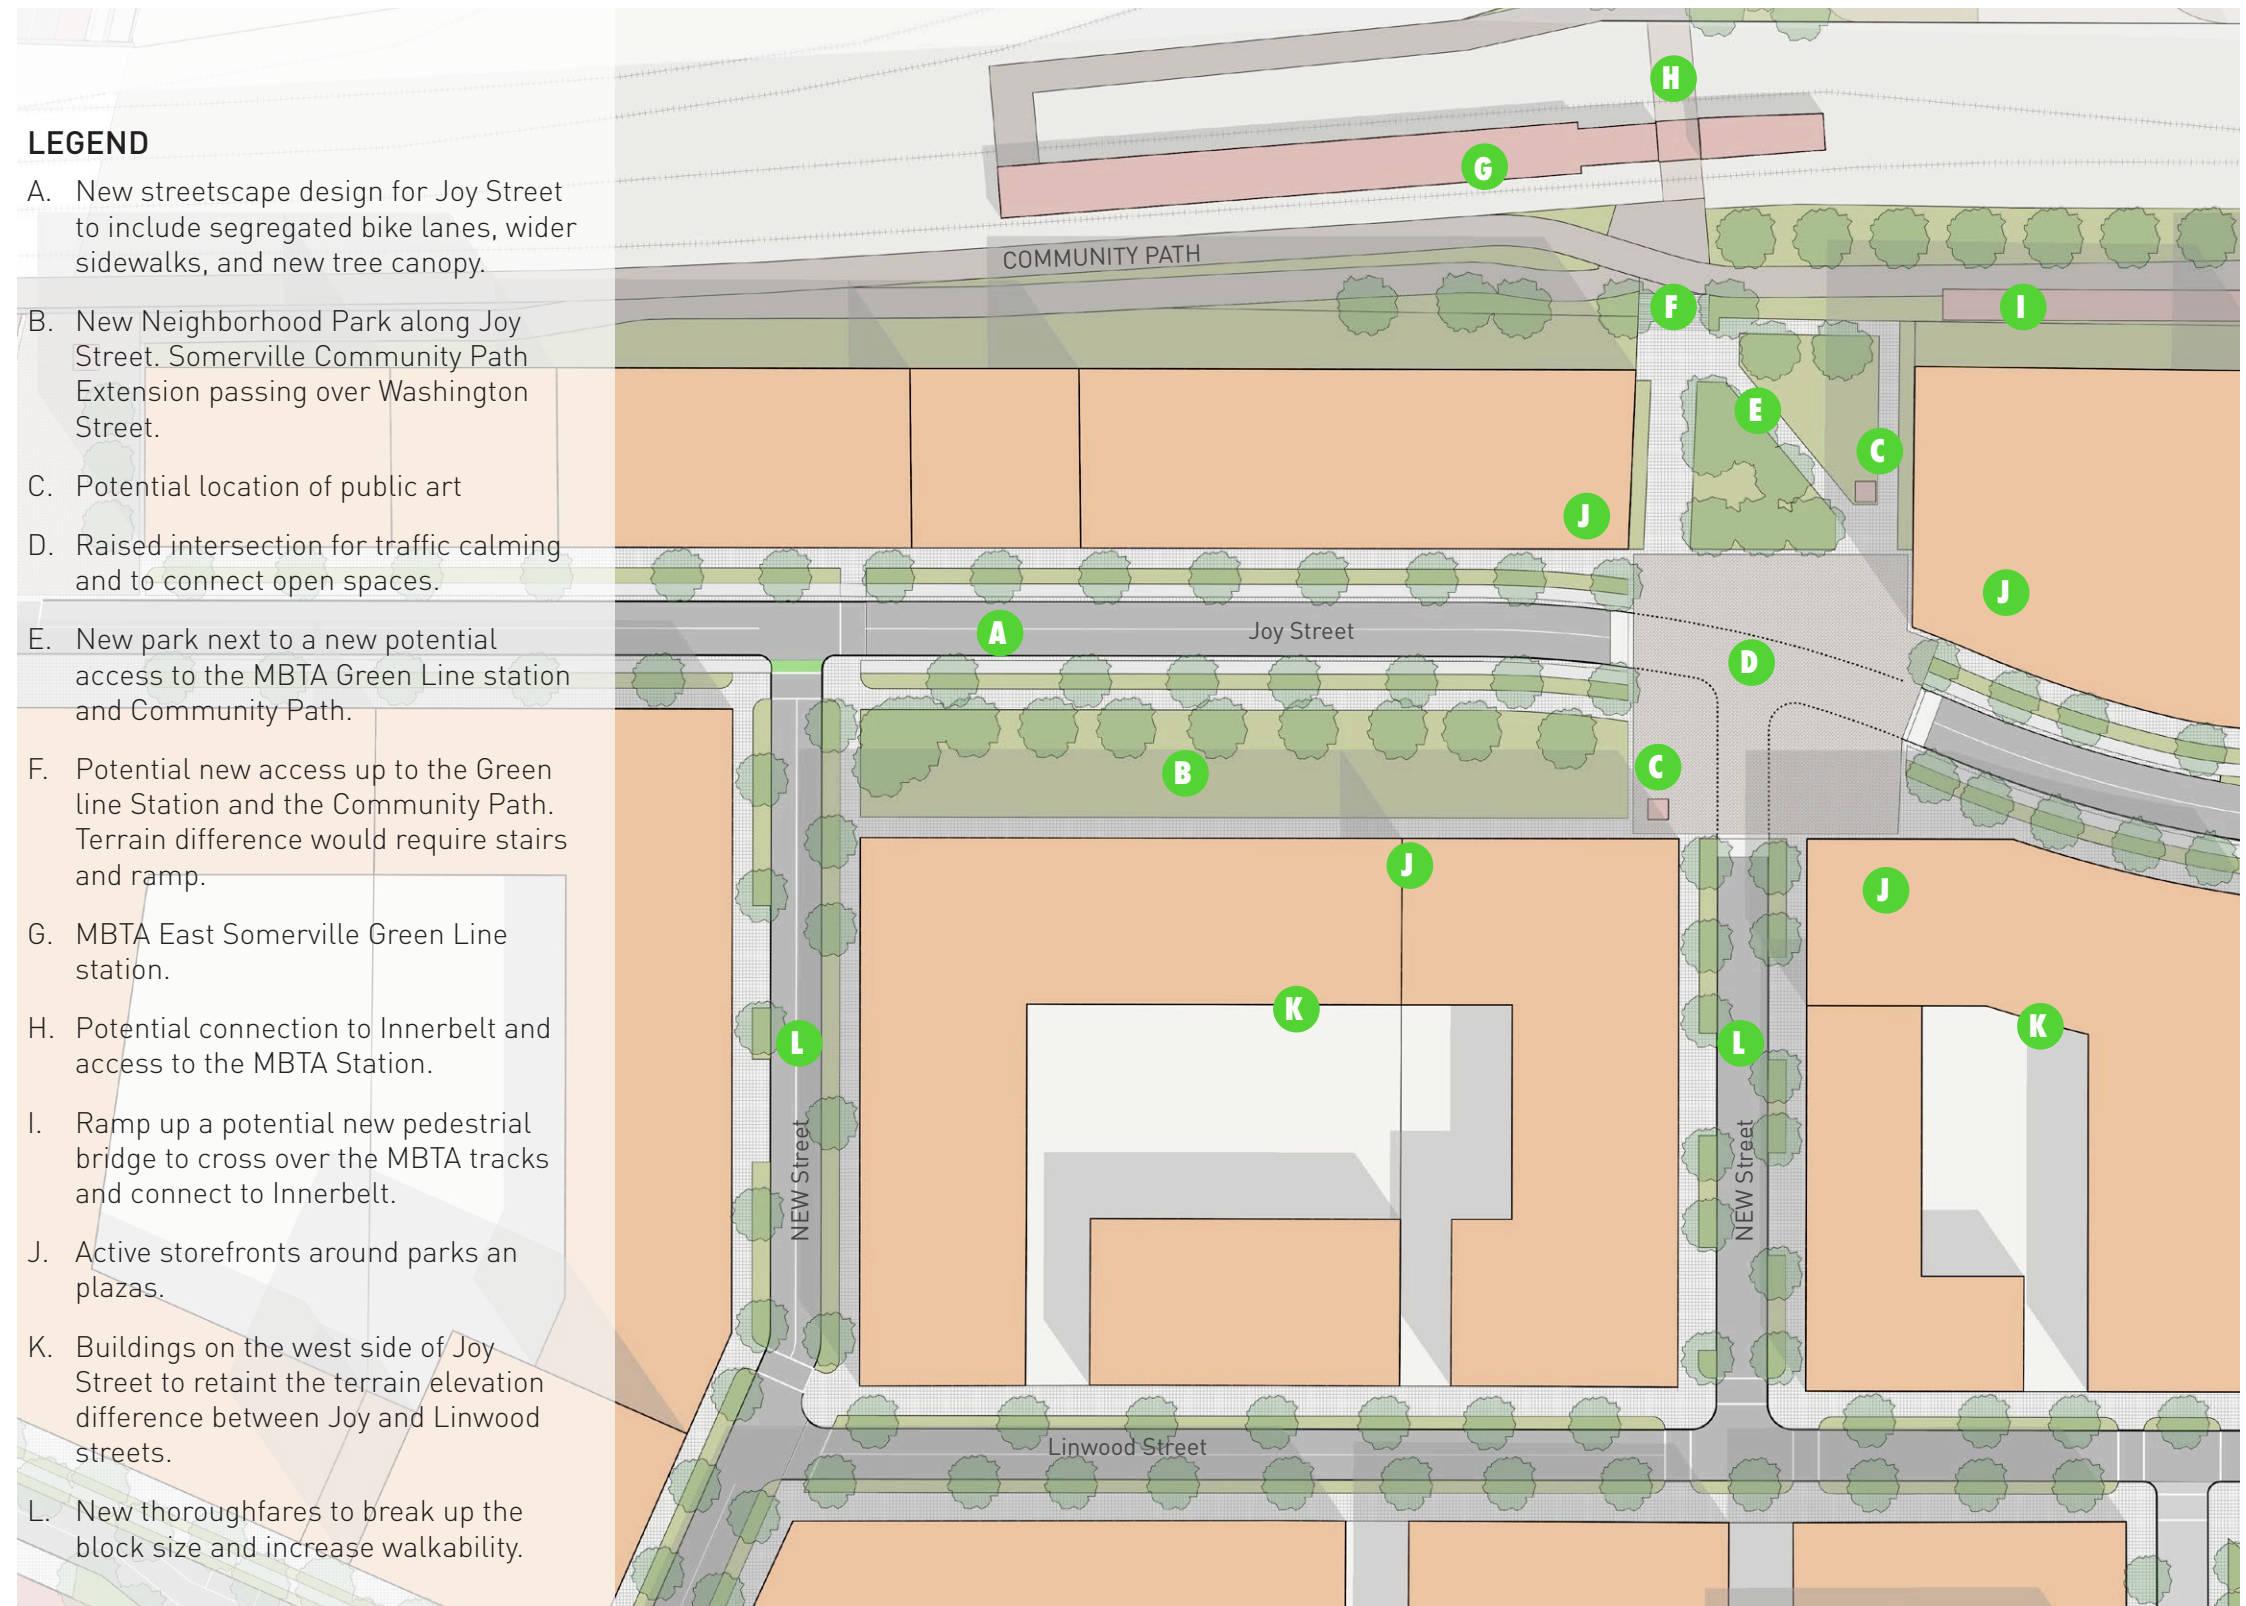 LEGEND
A. New streetscape design for Joy Street
to include segregated bike lanes, wider
sidewalks, and new tree canopy.
B. New Neighborhood Park along Joy
Street. Somerville Community Path
Extension passing over Washington
Street.
C. Potential location of public art
D. Raised intersection for traffic calming
and to connect open spaces.
E. New park next to a new potential
access to the MBTA Green Line station
and Community Path.
F. Potential new access up to the Green
line Station and the Community Path.
Terrain difference would require stairs
and ramp.
G. MBTA East Somerville Green Line
station.
H. Potential connection to Innerbelt and
access to the MBTA Station.
I. Ramp up a potential new pedestrial
bridge to cross over the MBTA tracks
and connect to Innerbelt.
J. Active storefronts around parks an
plazas.
K. Buildings on the west side of Joy
Street to retaint the terrain elevation
difference between Joy and Linwood
streets.
L. New thoroughfares to break up the
block size and increase walkability.
H
G
COMMUNITY PATH
F
I
E
C
J
J
A
Joy Street
D
B
C
J
J
K
K
L
L
NEW Street
NEW Street
Linwood Street